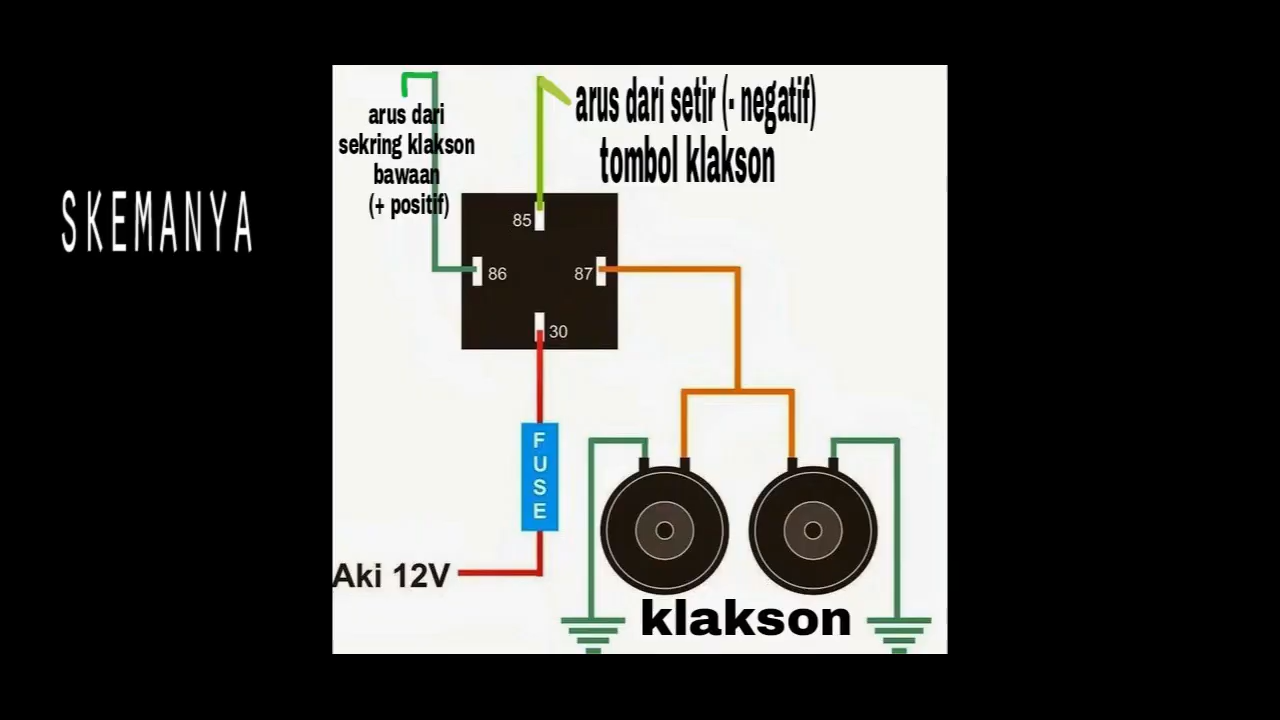 SKEMANYA
arus dari
sekring klakson
bawaan
(+ positif)
arus dari setir (- negatif)
tombol klakson
85
86
87
30
FUSE
Aki 12V
klakson